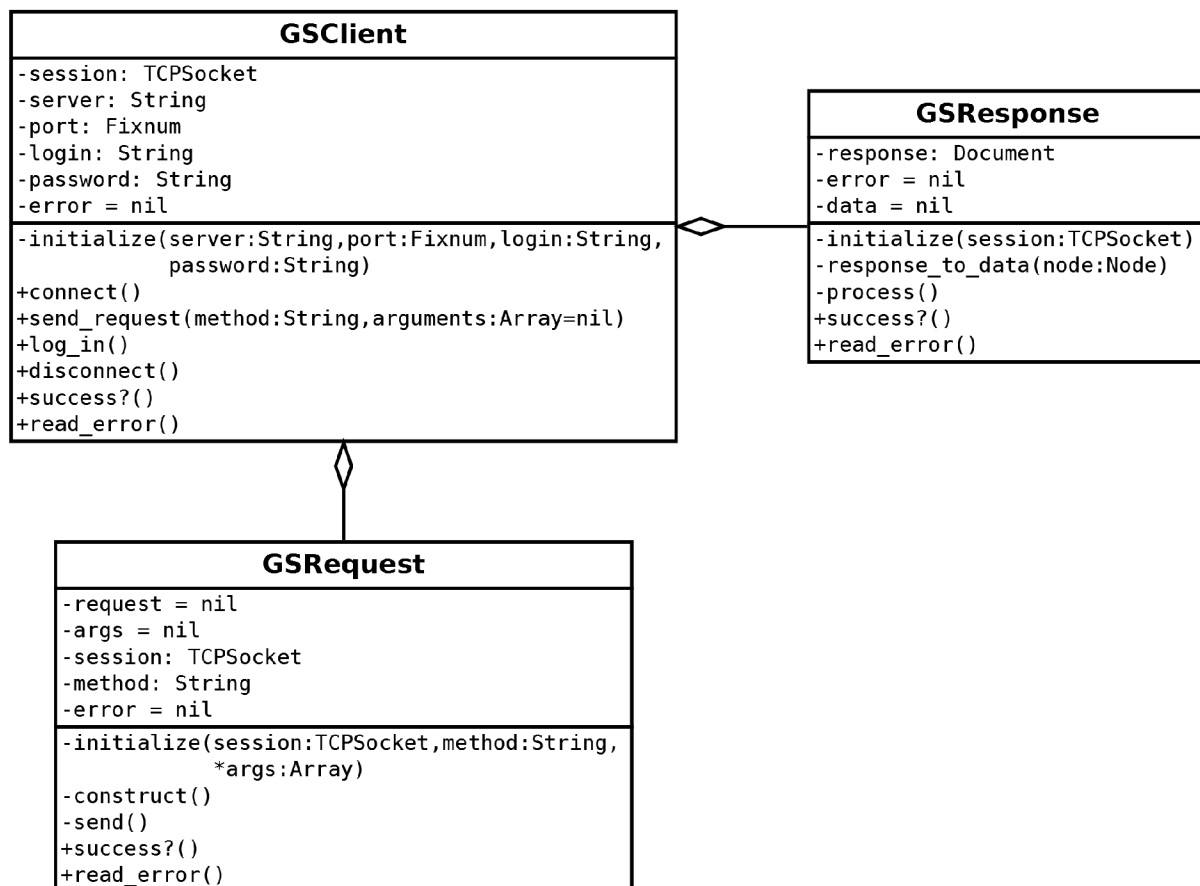 GSClient
-session: TCPSocket
-server: String
-port: Fixnum
-login: String
-password: String
-error = nil
-initialize(server:String,port:Fixnum,login:String,
password:String)
+connect()
+send_request(method:String,arguments:Array=nil)
+log_in()
+disconnect()
+success?()
+read_error()
GSResponse
-response: Document
-error = nil
-data = nil
-initialize(session:TCPSocket)
-response_to_data(node:Node)
-process()
+success?()
+read_error()
GSRequest
-request = nil
-args = nil
-session: TCPSocket
-method: String
-error = nil
-initialize(session:TCPSocket,method:String,
*args:Array)
-construct()
-send()
+success?()
+read_error()